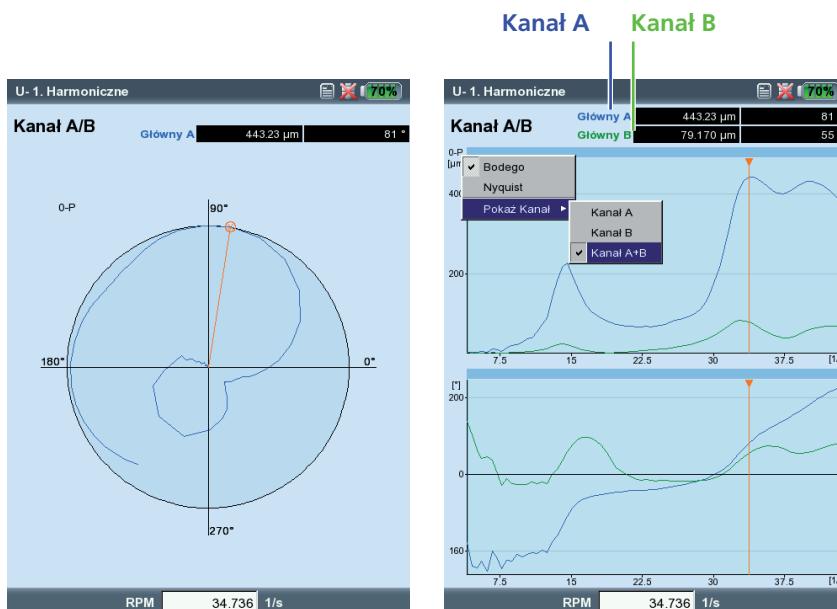 Kanał A Kanał B
U- 1. Harmoniczne 70%
Kanał A/B
Główny A 443.23 µm 81 °
0-P
90°
180° 0°
270°
RPM 34.736 1/s
U- 1. Harmoniczne 70%
Kanał A/B
Główny A 443.23 µm 81
Główny B 79.170 µm 55
0-P
[µm
400
Bodego
Nyquist
Pokaż Kanał
Kanał A
Kanał B
Kanał A+B
200
7.5 15 22.5 30 37.5 [1/
[°]
200
0
160
7.5 15 22.5 30 37.5 [1/
RPM 34.736 1/s